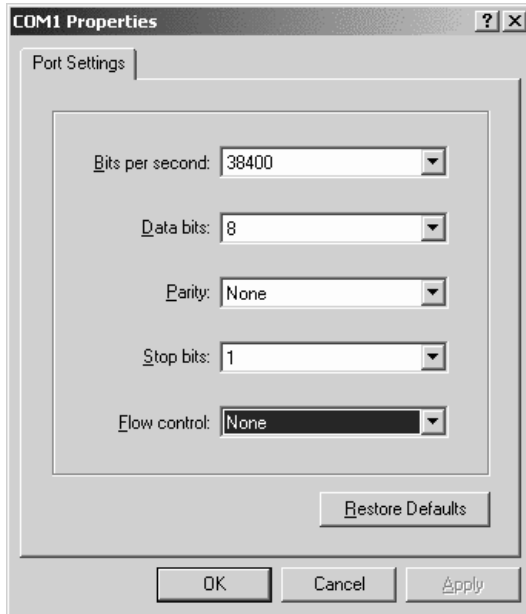 COM1 Properties
Port Settings
Bits per second: 38400
Data bits: 8
Parity: None
Stop bits: 1
Flow control: None
Restore Defaults
OK Cancel Apply